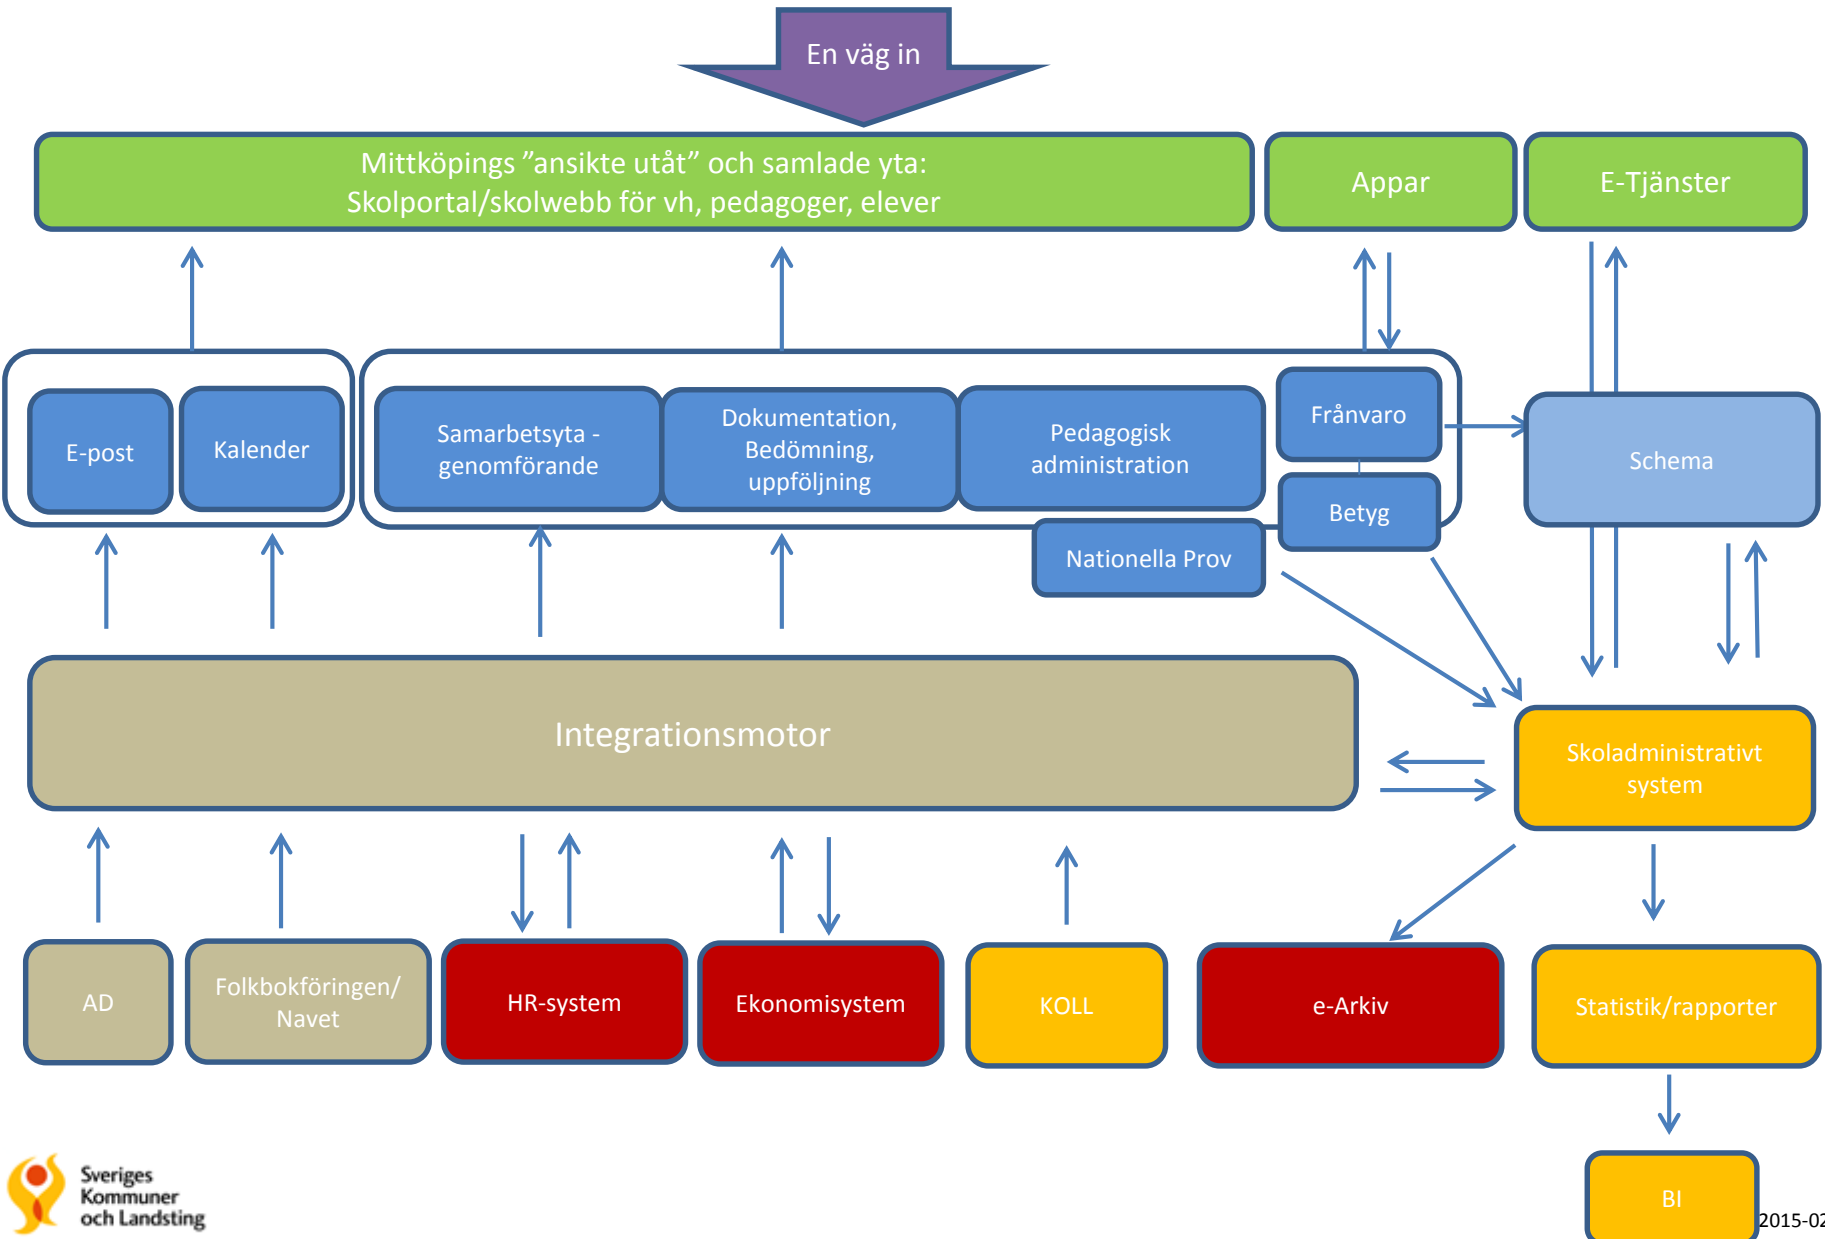 En väg in
Mittköpings ”ansikte utåt” och samlade yta:
Skolportal/skolwebb för vh, pedagoger, elever
Appar
E-Tjänster
E-post
Kalender
Samarbetsyta -
genomförande
Dokumentation,
Bedömning,
uppföljning
Pedagogisk
administration
Frånvaro
Betyg
Nationella Prov
Schema
Integrationsmotor
Skoladministrativt
system
AD
Folkbokföringen/
Navet
HR-system
Ekonomisystem
KOLL
e-Arkiv
Statistik/rapporter
BI
Sveriges
Kommuner
och Landsting
2015-02